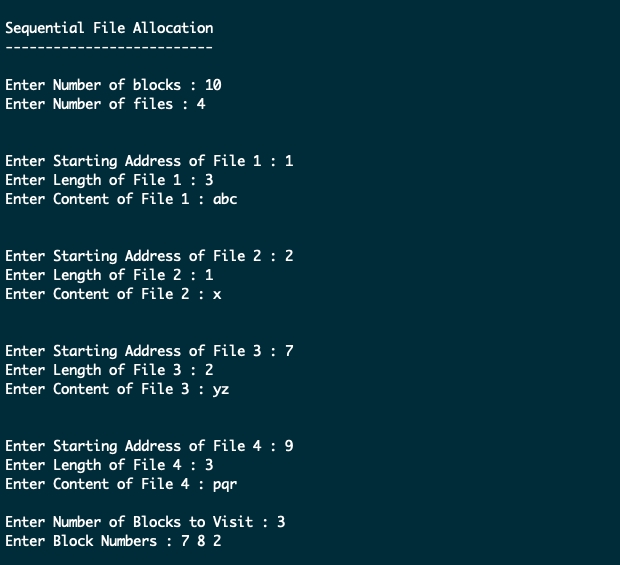 Sequential File Allocation
--------------------------
Enter Number of blocks : 10
Enter Number of files : 4
Enter Starting Address of File 1 : 1
Enter Length of File 1 : 3
Enter Content of File 1 : abc
Enter Starting Address of File 2 : 2
Enter Length of File 2 : 1
Enter Content of File 2 : x
Enter Starting Address of File 3 : 7
Enter Length of File 3 : 2
Enter Content of File 3 : yz
Enter Starting Address of File 4 : 9
Enter Length of File 4 : 3
Enter Content of File 4 : pqr
Enter Number of Blocks to Visit : 3
Enter Block Numbers : 7 8 2